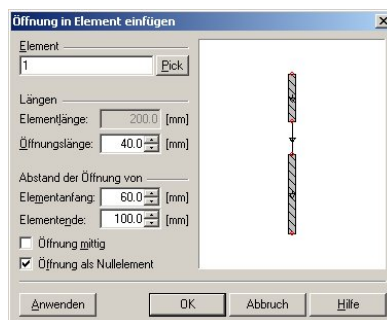 Öffnung in Element einfügen
Element
1
Pick
Längen
Elementlänge: 200.0 [mm]
Öffnungslänge: 40.0 [mm]
Abstand der Öffnung von
Elementanfang: 60.0 [mm]
Elementende: 100.0 [mm]
Öffnung mittig
Öffnung als Nullelement
Anwenden OK Abbruch Hilfe